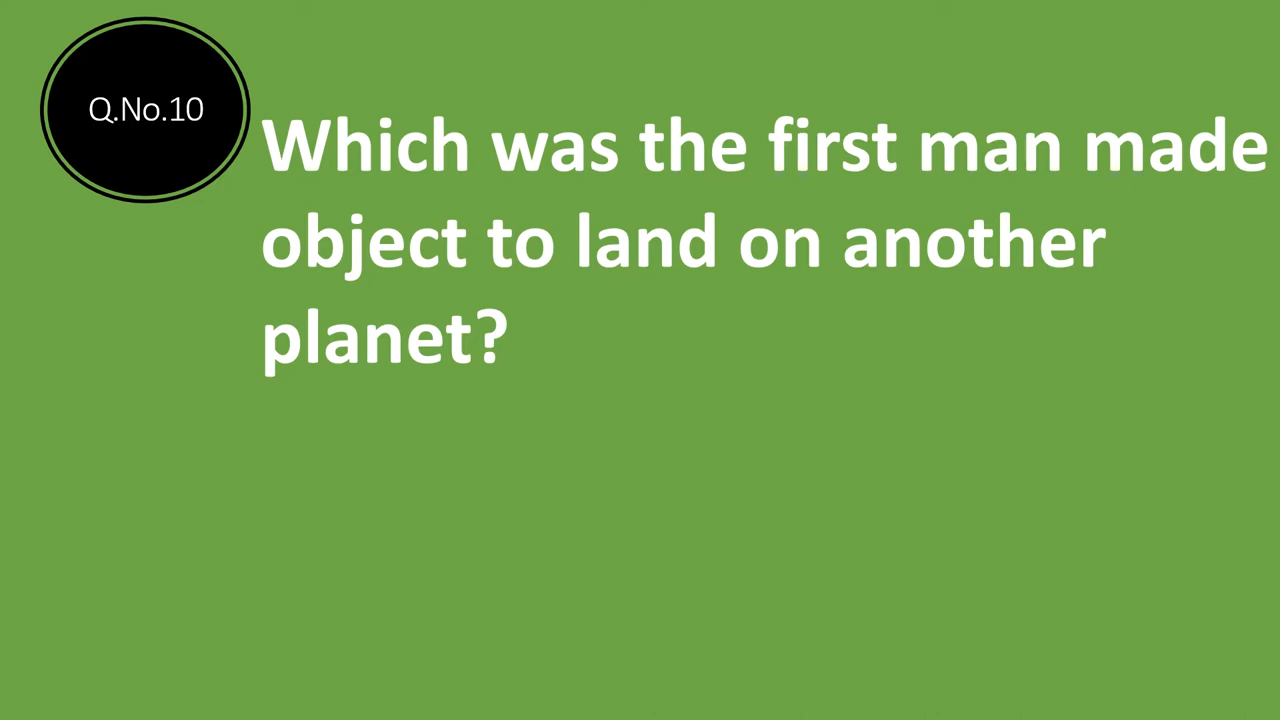 Q.No.10
Which was the first man made
object to land on another
planet?